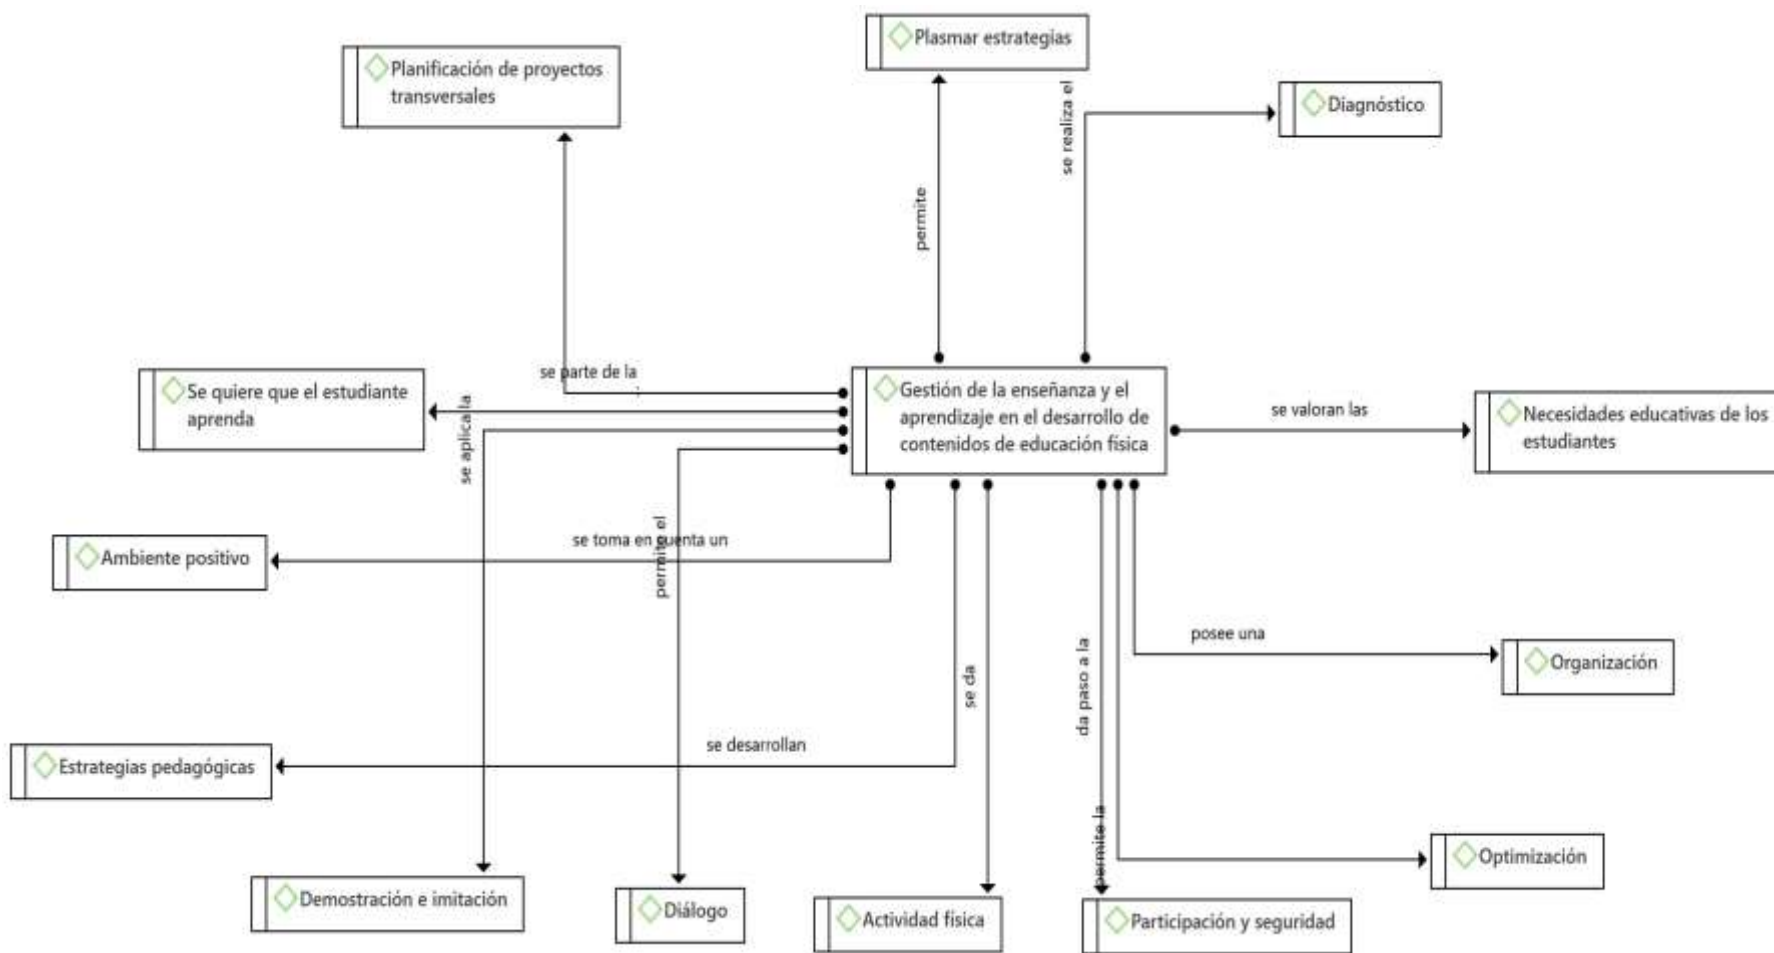 Plasmar estrategias
Planificación de proyectos
transversales
Diagnóstico
se realiza el
permite
se parte de la
Se quiere que el estudiante
aprenda
se aplica la
Gestión de la enseñanza y el
aprendizaje en el desarrollo de
contenidos de educación física
se valoran las
Necesidades educativas de los
estudiantes
Ambiente positivo
se toma en cuenta un
permite el
posee una
Organización
da paso a la
se da
se desarrollan
Estrategias pedagógicas
permite la
Optimización
Demostración e imitación
Diálogo
Actividad física
Participación y seguridad